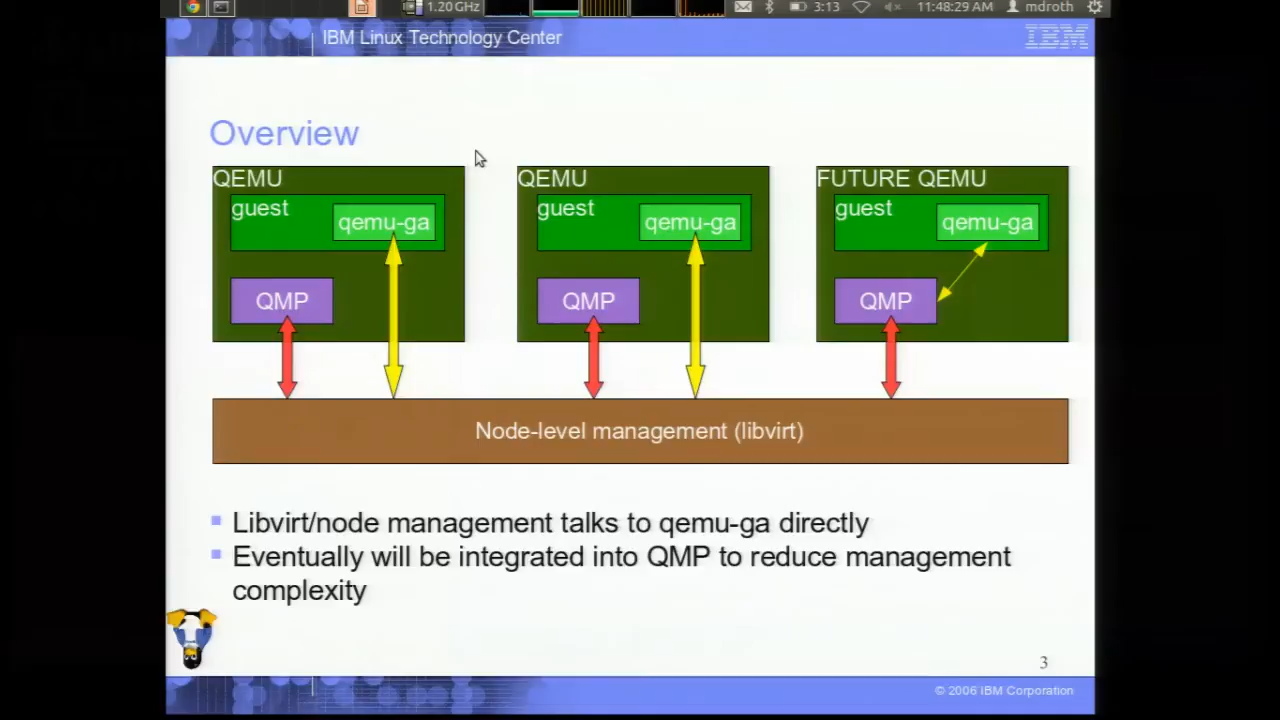 1.20 GHz 3:13 11:48:29 AM mdroth
IBM Linux Technology Center
IBM
Overview
QEMU
guest
qemu-ga
QMP
QEMU
guest
qemu-ga
QMP
FUTURE QEMU
guest
qemu-ga
QMP
Node-level management (libvirt)
Libvirt/node management talks to qemu-ga directly
Eventually will be integrated into QMP to reduce management
complexity
3
© 2006 IBM Corporation